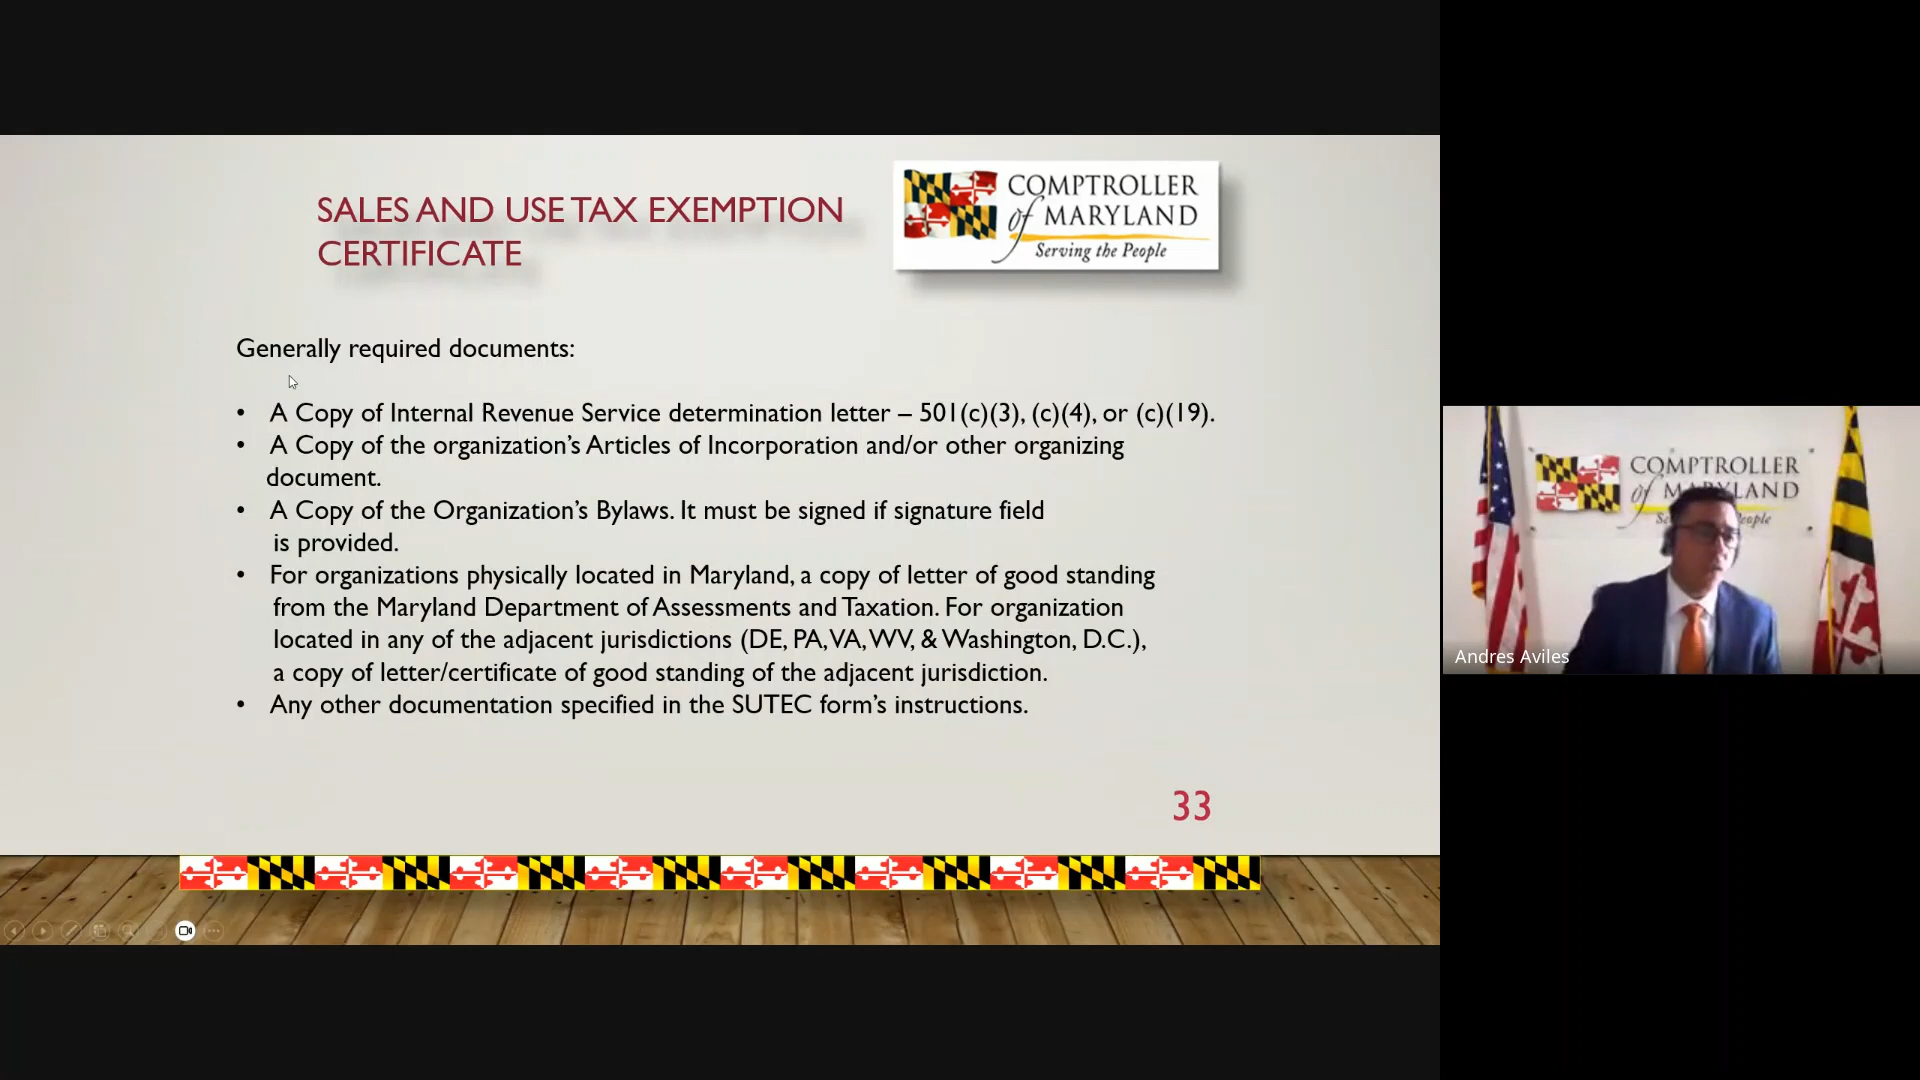 SALES AND USE TAX EXEMPTION
CERTIFICATE
COMPTROLLER
of MARYLAND
Serving the People
Generally required documents:
• A Copy of Internal Revenue Service determination letter – 501(c)(3), (c)(4), or (c)(19).
• A Copy of the organization’s Articles of Incorporation and/or other organizing
document.
• A Copy of the Organization’s Bylaws. It must be signed if signature field
is provided.
• For organizations physically located in Maryland, a copy of letter of good standing
from the Maryland Department of Assessments and Taxation. For organization
located in any of the adjacent jurisdictions (DE, PA, VA, WV, & Washington, D.C.),
a copy of letter/certificate of good standing of the adjacent jurisdiction.
• Any other documentation specified in the SUTEC form’s instructions.
33
COMPTROLLER
of MARYLAND
People
Andres Aviles